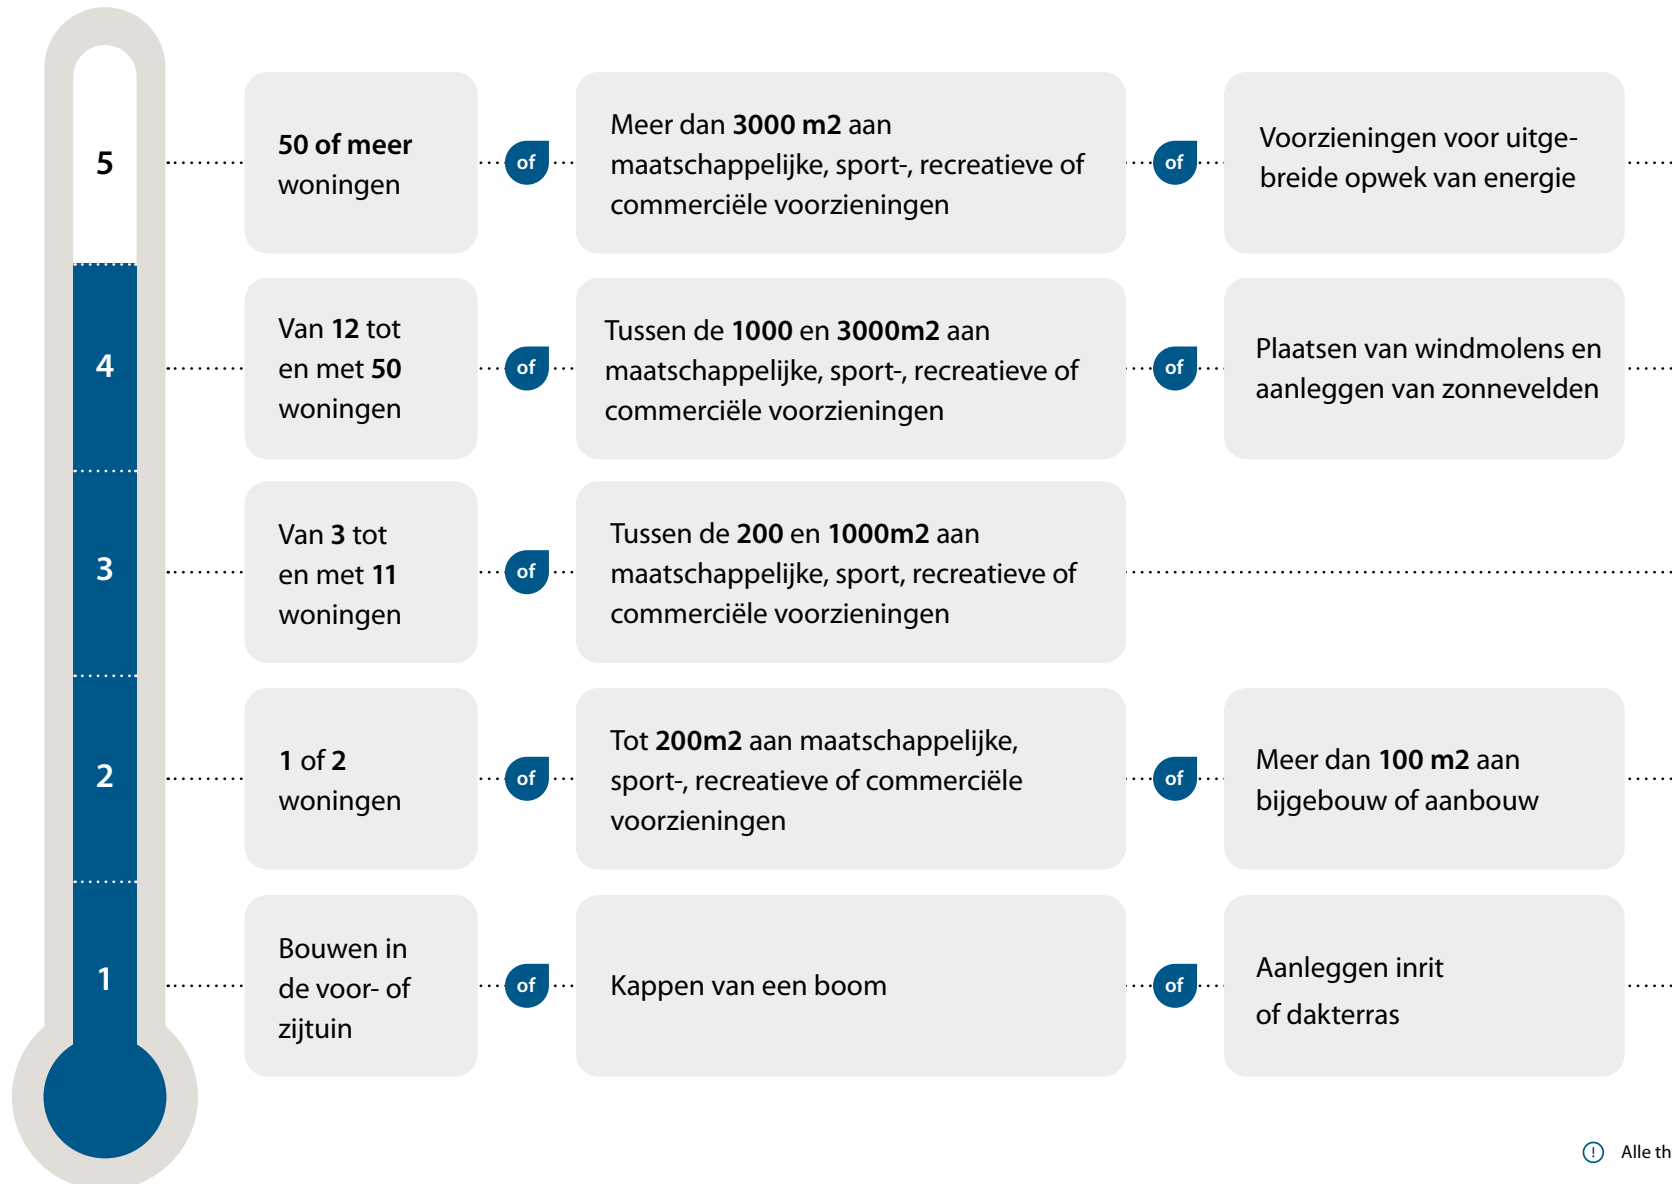 5
50 of meer
woningen
of
Meer dan 3000 m2 aan
maatschappelijke, sport-, recreatieve of
commerciële voorzieningen
of
Voorzieningen voor uitge-
breide opwek van energie
4
Van 12 tot
en met 50
woningen
of
Tussen de 1000 en 3000m2 aan
maatschappelijke, sport-, recreatieve of
commerciële voorzieningen
of
Plaatsen van windmolens en
aanleggen van zonnevelden
3
Van 3 tot
en met 11
woningen
of
Tussen de 200 en 1000m2 aan
maatschappelijke, sport, recreatieve of
commerciële voorzieningen
2
1 of 2
woningen
of
Tot 200m2 aan maatschappelijke,
sport-, recreatieve of commerciële
voorzieningen
of
Meer dan 100 m2 aan
bijgebouw of aanbouw
1
Bouwen in
de voor- of
zijtuin
of
Kappen van een boom
of
Aanleggen inrit
of dakterras
! Alle th